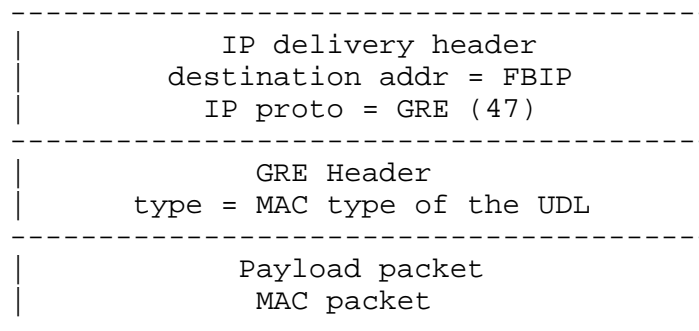 IP delivery header
destination addr = FBIP
IP proto = GRE (47)
GRE Header
type = MAC type of the UDL
Payload packet
MAC packet